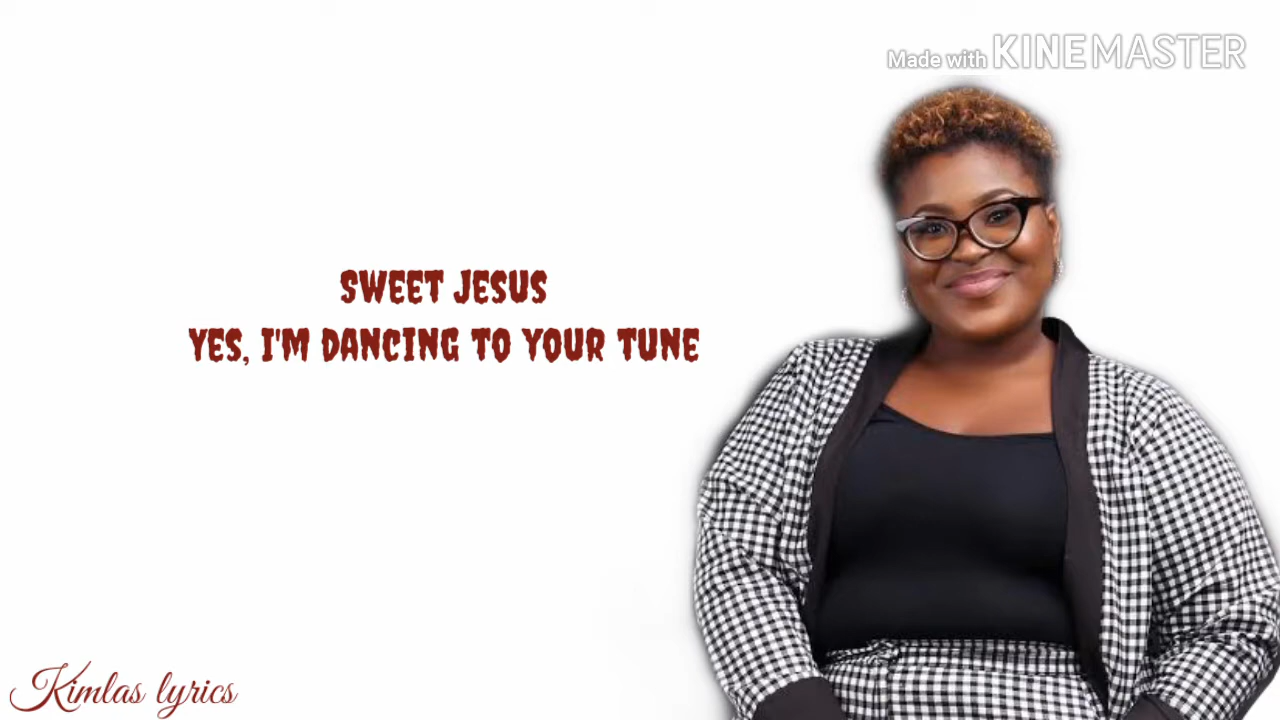 Made with KINEMASTER
SWEET JESUS
YES, I'M DANCING TO YOUR TUNE
Kimlas lyrics